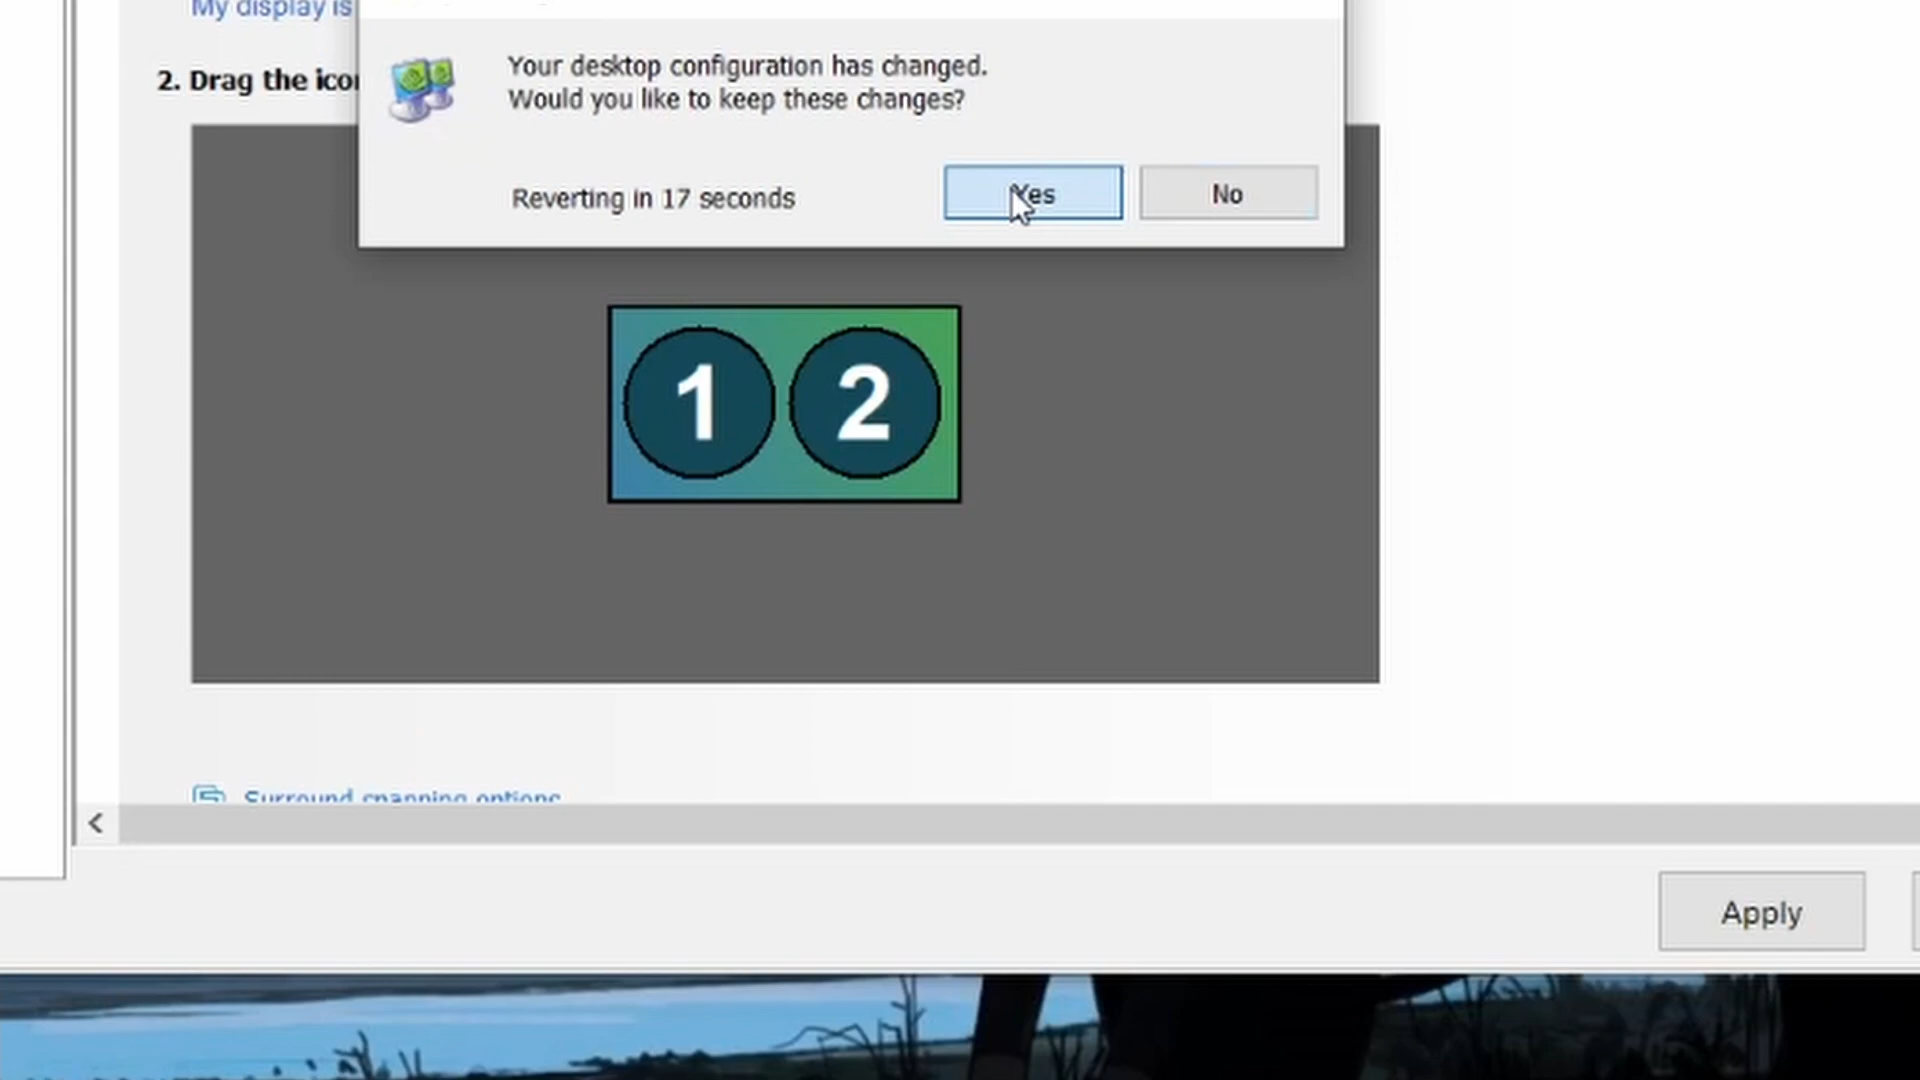 My display is
Your desktop configuration has changed.
2. Drag the ico
Would you like to keep these changes?
Reverting in 17 seconds
Yes
No
1 2
Surround spanning options
Apply